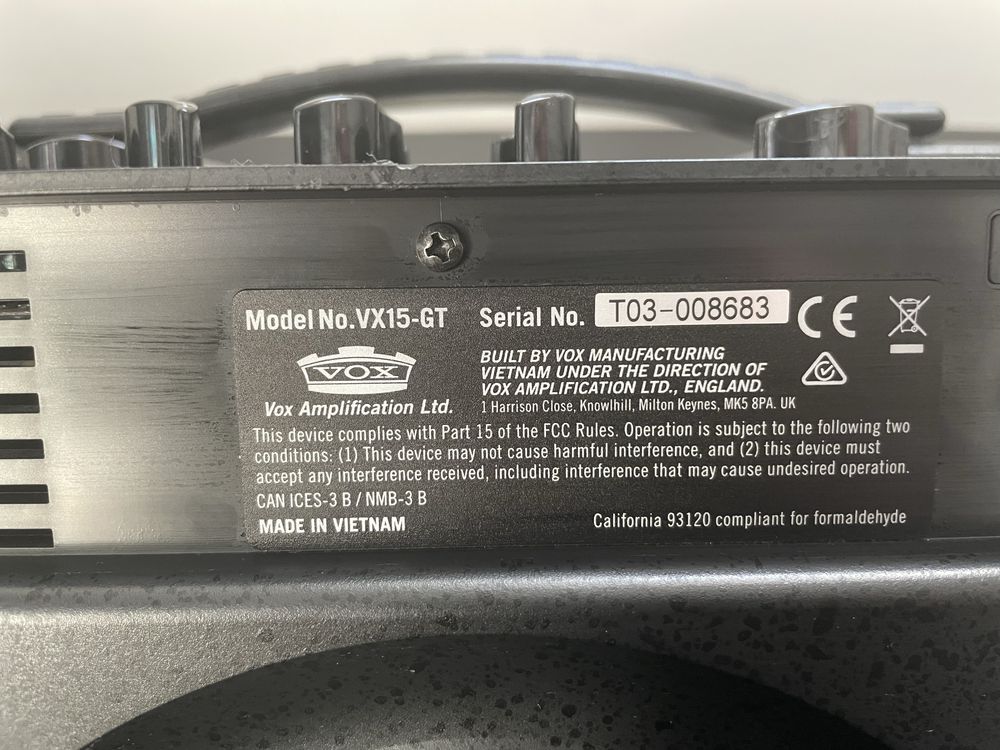 Model No.VX15-GT
Serial No. T03-008683
CE
VOX
Vox Amplification Ltd.
BUILT BY VOX MANUFACTURING
VIETNAM UNDER THE DIRECTION OF
VOX AMPLIFICATION LTD., ENGLAND.
1 Harrison Close, Knowlhill, Milton Keynes, MK5 8PA. UK
This device complies with Part 15 of the FCC Rules. Operation is subject to the following two
conditions: (1) This device may not cause harmful interference, and (2) this device must
accept any interference received, including interference that may cause undesired operation.
CAN ICES-3 B / NMB-3 B
MADE IN VIETNAM
California 93120 compliant for formaldehyde